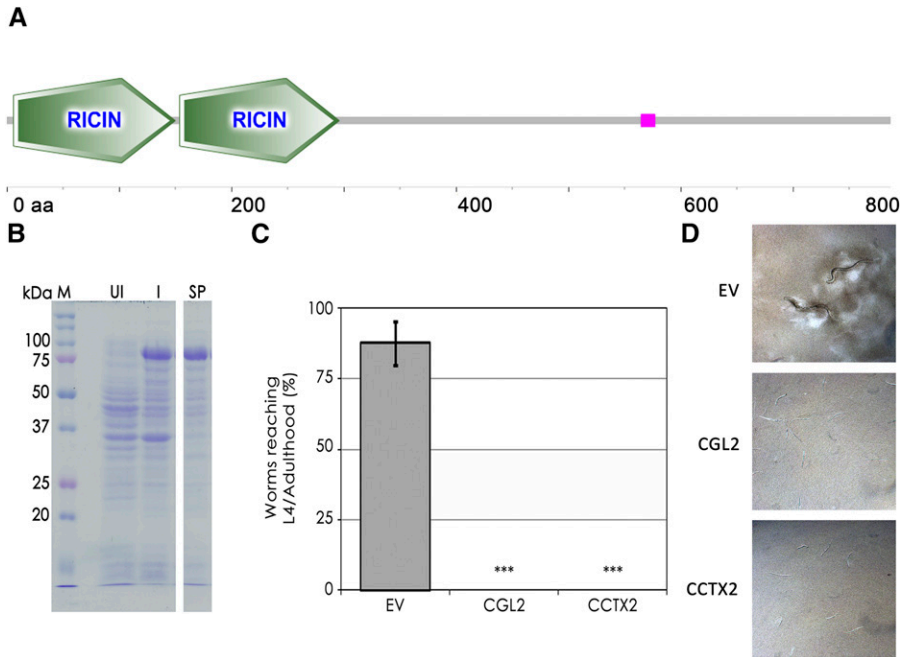 A
RICIN RICIN
0 aa 200 400 600 800
B
kDa M UI I SP
100
75
50
37
25
20
C
Worms reaching
L4/Adulthood (%)
100
75
50
25
0
*** ***
EV CGL2 CCTX2
D
EV
CGL2
CCTX2